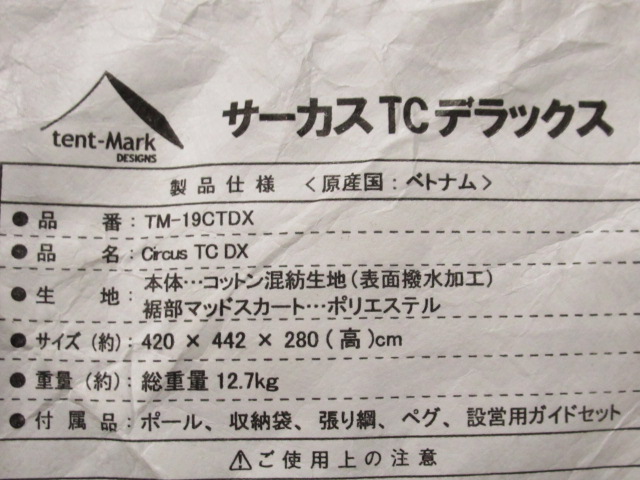 tent-Mark
DESIGNS
サーカスTCデラックス
製品仕様 〈原産国：ベトナム〉
●品　番：TM-19CTDX
●品　名：Circus TC DX
●生　地：本体…コットン混紡生地（表面撥水加工）
裾部マッドスカート…ポリエステル
●サイズ（約）：420 × 442 × 280（高）cm
●重量（約）：総重量 12.7kg
●付属品：ポール、収納袋、張り綱、ペグ、設営用ガイドセット
⚠ご使用上の注意